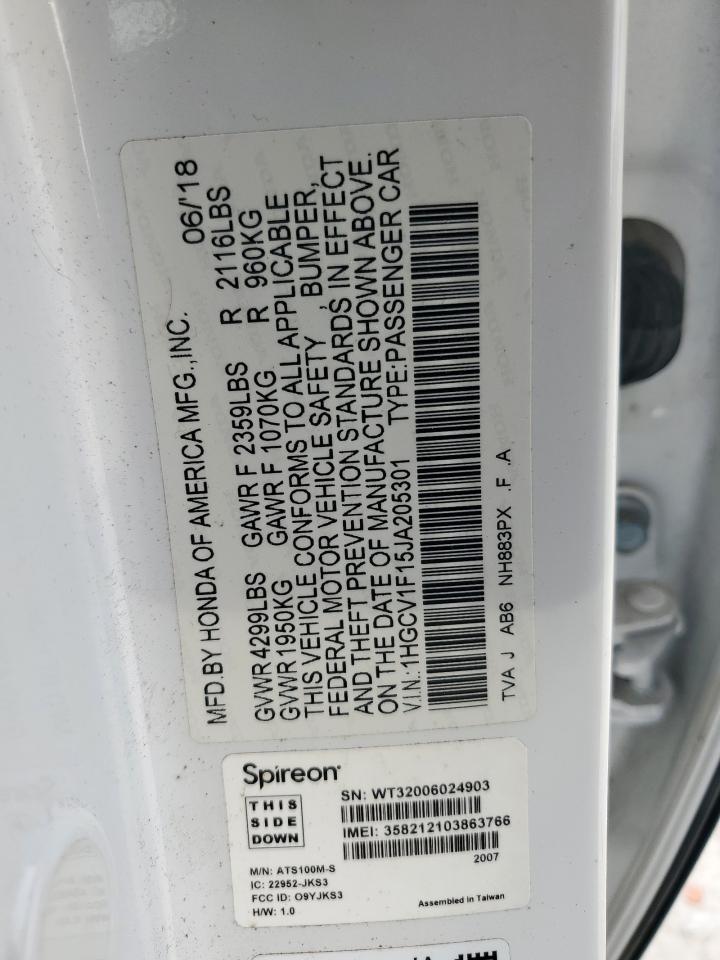 MFD.BY HONDA OF AMERICA MFG.,INC. 06/'18
GVWR 4299LBS GAWR F 2359LBS R 2116LBS
GVWR 1950KG GAWR F 1070KG R 960KG
THIS VEHICLE CONFORMS TO ALL APPLICABLE
FEDERAL MOTOR VEHICLE SAFETY , BUMPER,
AND THEFT PREVENTION STANDARDS IN EFFECT
ON THE DATE OF MANUFACTURE SHOWN ABOVE.
V.I.N.: 1HGCV1F15JA205301 TYPE:PASSENGER CAR
TVA J AB6 NH883PX .F .A
Spireon
THIS
SIDE
DOWN
SN: WT32006024903
IMEI: 358212103863766
2007
M/N: ATS100M-S
IC: 22952-JKS3
FCC ID: O9YJKS3
H/W: 1.0
Assembled in Taiwan